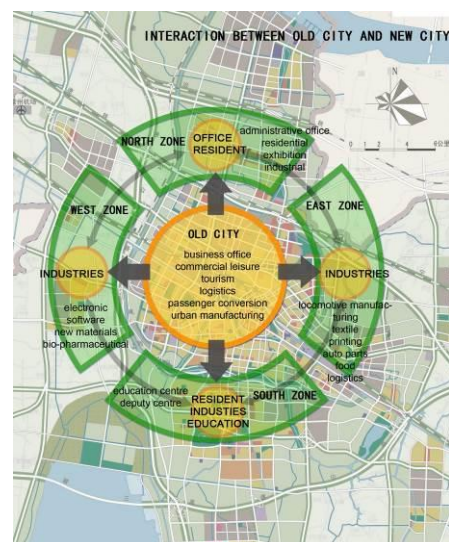 INTERACTION BETWEEN OLD CITY AND NEW CITY
N
NORTH ZONE
OFFICE
RESIDENT
administrative office
residential
exhibition
industrial
WEST ZONE
EAST ZONE
OLD CITY
business office
commercial leisure
tourism
logistics
passenger conversion
urban manufacturing
INDUSTRIES
electronic
software
new materials
bio-pharmaceutical
INDUSTRIES
locomotive manufac-
turing
textile
printing
auto parts
food
logistics
education centre
deputy centre
RESIDENT
INDUSTIES
EDUCATION
SOUTH ZONE